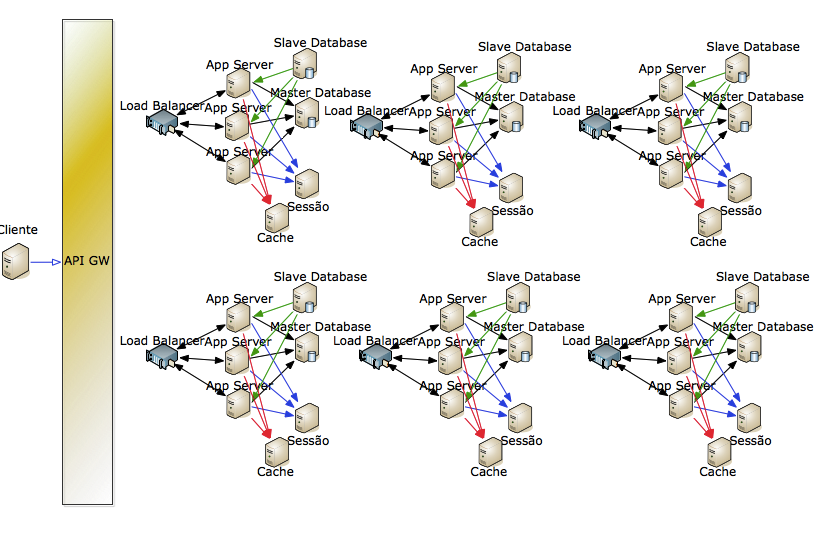 Slave Database
App Server
Master Database
Load Balancer
App Server
App Server
Sessão
Cache
Slave Database
App Server
Master Database
Load Balancer
App Server
App Server
Sessão
Cache
Slave Database
App Server
Master Database
Load Balancer
App Server
App Server
Sessão
Cache
Cliente
API GW
Slave Database
App Server
Master Database
Load Balancer
App Server
App Server
Sessão
Cache
Slave Database
App Server
Master Database
Load Balancer
App Server
App Server
Sessão
Cache
Slave Database
App Server
Master Database
Load Balancer
App Server
App Server
Sessão
Cache